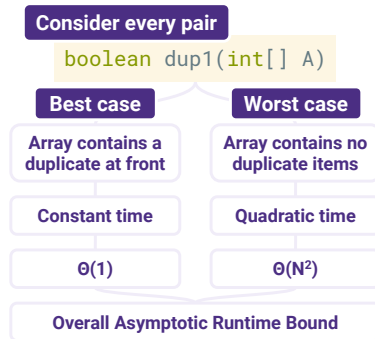 Consider every pair
boolean dup1(int[] A)
Best case
Worst case
Array contains a
duplicate at front
Array contains no
duplicate items
Constant time
Quadratic time
Θ(1)
Θ(N²)
Overall Asymptotic Runtime Bound